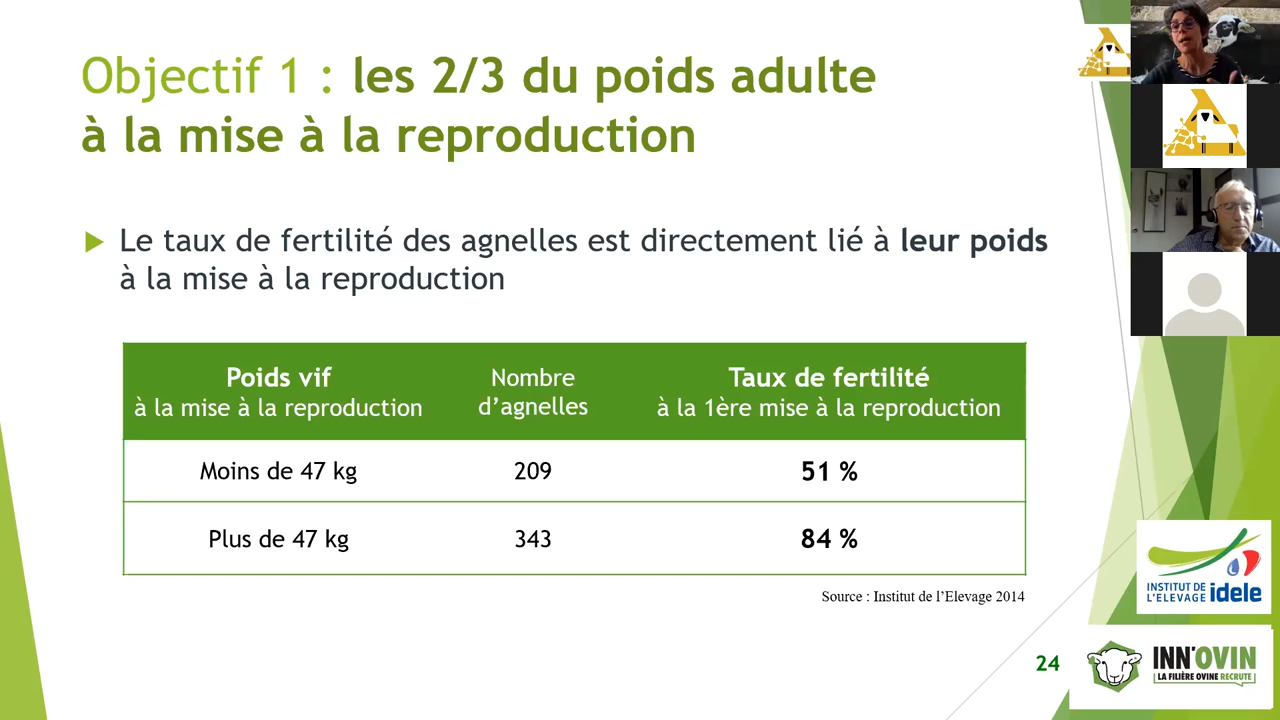 Objectif 1 : les 2/3 du poids adulte
à la mise à la reproduction
Le taux de fertilité des agnelles est directement lié à leur poids
à la mise à la reproduction
Poids vif
à la mise à la reproduction
Nombre
d'agnelles
Taux de fertilité
à la 1ère mise à la reproduction
Moins de 47 kg
209
51 %
Plus de 47 kg
343
84 %
Source : Institut de l'Elevage 2014
INSTITUT DE
L'ELEVAGE idele
24
INN'OVIN
LA FILIÈRE OVINE RECRUTE